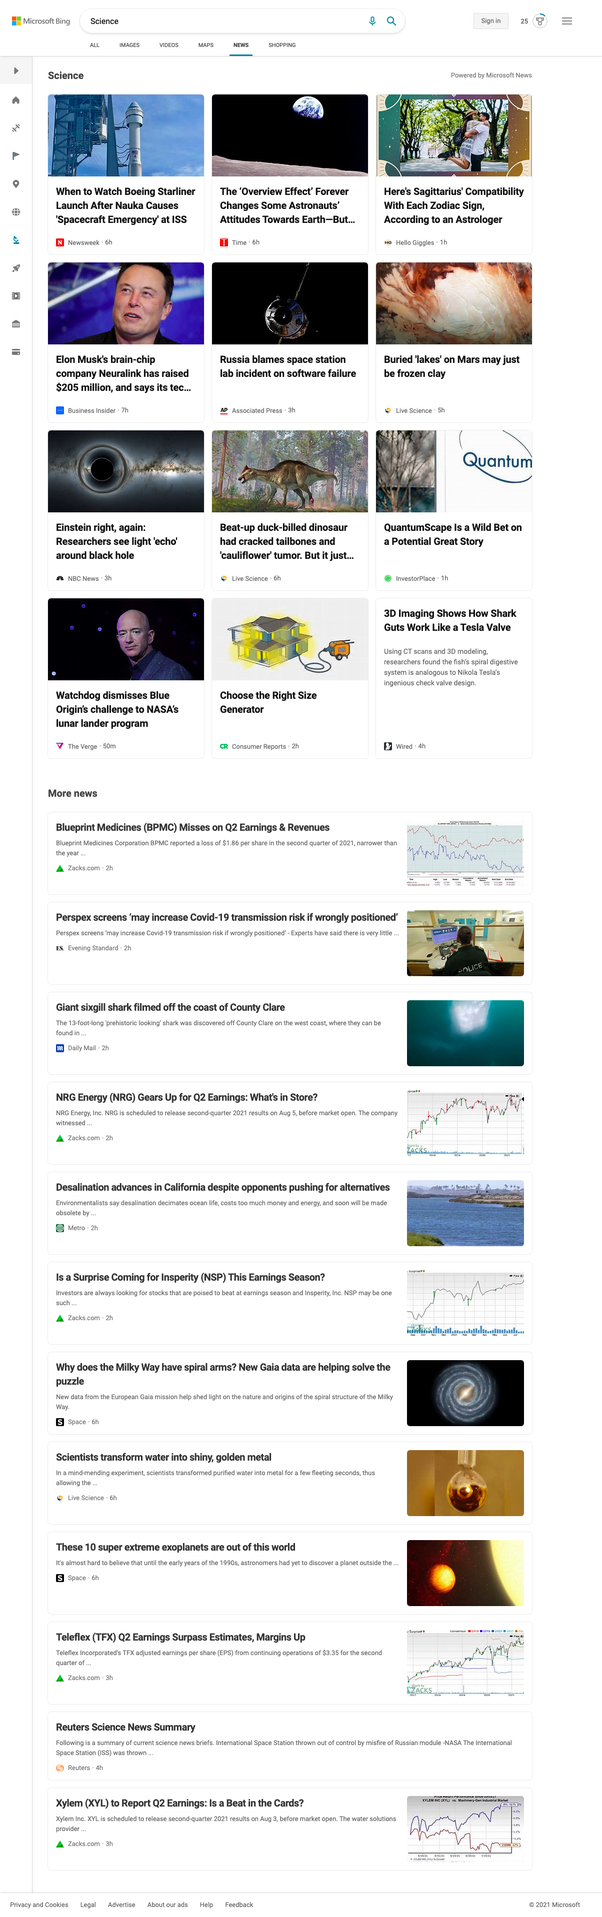 Microsoft Bing
Science
Sign in
25
ALL IMAGES VIDEOS MAPS NEWS SHOPPING
Science
Powered by Microsoft News
When to Watch Boeing Starliner
Launch After Nauka Causes
'Spacecraft Emergency' at ISS
Newsweek · 6h
The ‘Overview Effect’ Forever
Changes Some Astronauts’
Attitudes Towards Earth—But...
Time · 6h
Here's Sagittarius' Compatibility
With Each Zodiac Sign,
According to an Astrologer
Hello Giggles · 1h
Elon Musk's brain-chip
company Neuralink has raised
$205 million, and says its tec...
Business Insider · 7h
Russia blames space station
lab incident on software failure
AP
Associated Press · 3h
Buried 'lakes' on Mars may just
be frozen clay
Live Science · 5h
Einstein right, again:
Researchers see light 'echo'
around black hole
NBC News · 3h
Beat-up duck-billed dinosaur
had cracked tailbones and
'cauliflower' tumor. But it just...
Live Science · 6h
Quantum
QuantumScape Is a Wild Bet on
a Potential Great Story
InvestorPlace · 1h
Watchdog dismisses Blue
Origin’s challenge to NASA’s
lunar lander program
The Verge · 50m
Choose the Right Size
Generator
CR
Consumer Reports · 2h
3D Imaging Shows How Shark
Guts Work Like a Tesla Valve
Using CT scans and 3D modeling,
researchers found the fish's spiral digestive
system is analogous to Nikola Tesla's
ingenious check valve design.
Wired · 4h
More news
Blueprint Medicines (BPMC) Misses on Q2 Earnings & Revenues
Blueprint Medicines Corporation BPMC reported a loss of $1.86 per share in the second quarter of 2021, narrower than
the year ...
Zacks.com · 2h
Perspex screens ‘may increase Covid-19 transmission risk if wrongly positioned’
Perspex screens ‘may increase Covid-19 transmission risk if wrongly positioned’ - Experts have said there is very little ...
ES.
Evening Standard · 2h
POLICE
Giant sixgill shark filmed off the coast of County Clare
The 13-foot-long 'prehistoric looking' shark was discovered off County Clare on the west coast, where they can be
found in ...
Daily Mail · 2h
NRG Energy (NRG) Gears Up for Q2 Earnings: What's in Store?
NRG Energy, Inc. NRG is scheduled to release second-quarter 2021 results on Aug 5, before market open. The company
witnessed ...
Zacks.com · 2h
ZACKS
Desalination advances in California despite opponents pushing for alternatives
Environmentalists say desalination decimates ocean life, costs too much money and energy, and soon will be made
obsolete by ...
Metro · 2h
Is a Surprise Coming for Insperity (NSP) This Earnings Season?
Investors are always looking for stocks that are poised to beat at earnings season and Insperity, Inc. NSP may be one
such ...
Zacks.com · 2h
Why does the Milky Way have spiral arms? New Gaia data are helping solve the
puzzle
New data from the European Gaia mission help shed light on the nature and origins of the spiral structure of the Milky
Way.
Space · 6h
Scientists transform water into shiny, golden metal
In a mind-mending experiment, scientists transformed purified water into metal for a few fleeting seconds, thus
allowing the ...
Live Science · 6h
These 10 super extreme exoplanets are out of this world
It's almost hard to believe that until the early years of the 1990s, astronomers had yet to discover a planet outside the ...
Space · 6h
Teleflex (TFX) Q2 Earnings Surpass Estimates, Margins Up
Teleflex Incorporated's TFX adjusted earnings per share (EPS) from continuing operations of $3.35 for the second
quarter of ...
Zacks.com · 3h
ZACKS
Reuters Science News Summary
Following is a summary of current science news briefs. International Space Station thrown out of control by misfire of Russian module -NASA The International
Space Station (ISS) was thrown ...
Reuters · 4h
Xylem (XYL) to Report Q2 Earnings: Is a Beat in the Cards?
Xylem Inc. XYL is scheduled to release second-quarter 2021 results on Aug 3, before market open. The water solutions
provider ...
Zacks.com · 3h
Privacy and Cookies Legal Advertise About our ads Help Feedback
© 2021 Microsoft